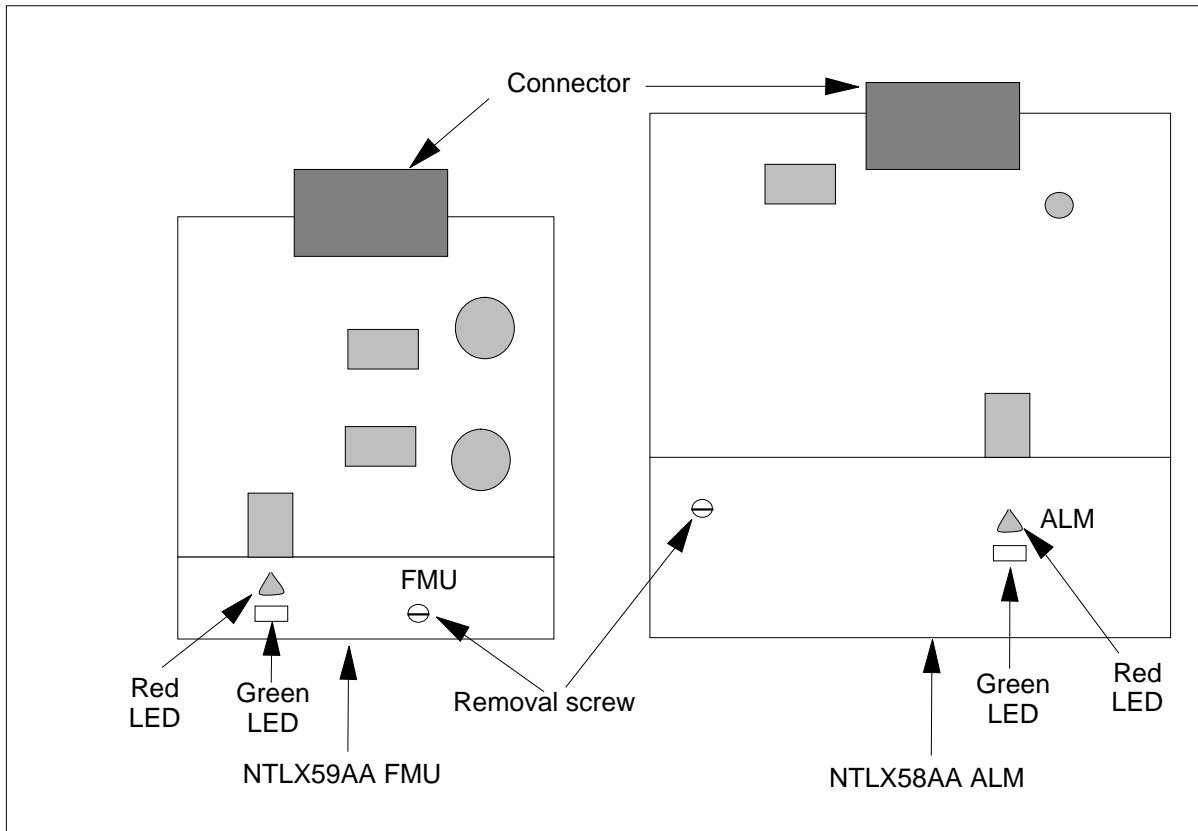 Connector
FMU
ALM
Red
LED
Green
LED
Removal screw
Green
LED
Red
LED
NTLX59AA FMU
NTLX58AA ALM